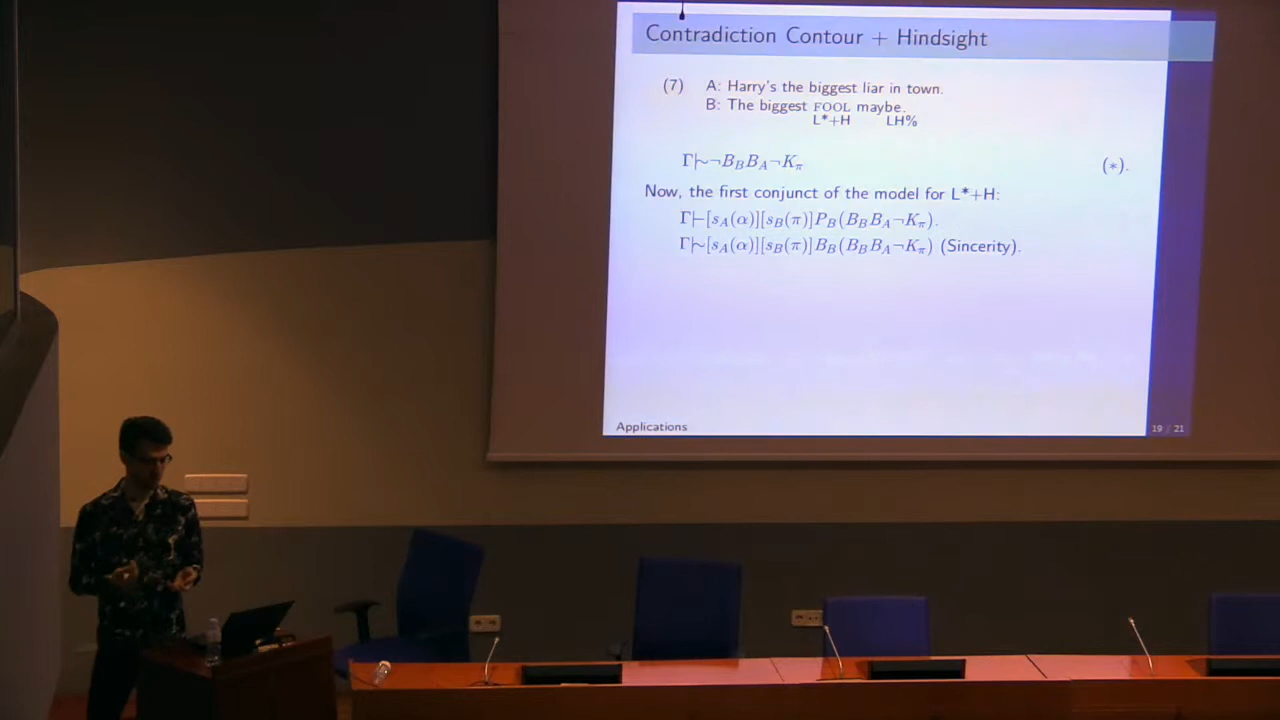 Contradiction Contour + Hindsight
(7) A: Harry's the biggest liar in town.
B: The biggest FOOL maybe.
L*+H LH%
Γ|∼¬B_B B_A ¬K_π (∗).
Now, the first conjunct of the model for L*+H:
Γ⊢[s_A(α)][s_B(π)]P_B(B_B B_A ¬K_π).
Γ|∼[s_A(α)][s_B(π)]B_B(B_B B_A ¬K_π) (Sincerity).
Applications 19 / 21